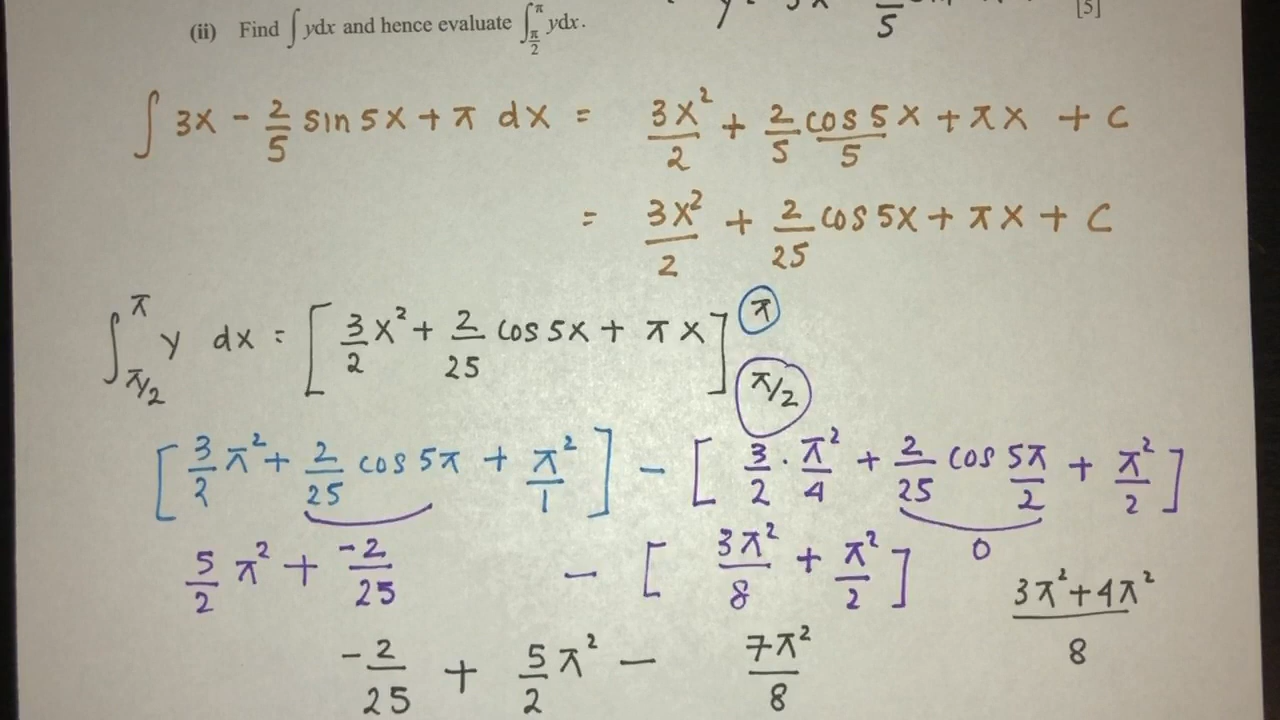 y = 3x 5 [5]
(ii) Find ∫ydx and hence evaluate ∫_{π/2}^{π} ydx.
∫ 3x - 2/5 sin 5x + π dx = 3x²/2 + 2/5 cos 5x/5 + πx + c
= 3x²/2 + 2/25 cos 5x + πx + c
∫_{π/2}^{π} y dx = [3/2 x² + 2/25 cos 5x + πx]_{π/2}^{π}
[3/2 π² + 2/25 cos 5π + π²/1] - [3/2 · π²/4 + 2/25 cos 5π/2 + π²/2]
5/2 π² + -2/25 - [3π²/8 + π²/2] 0
3π²+4π²/8
-2/25 + 5/2 π² - 7π²/8